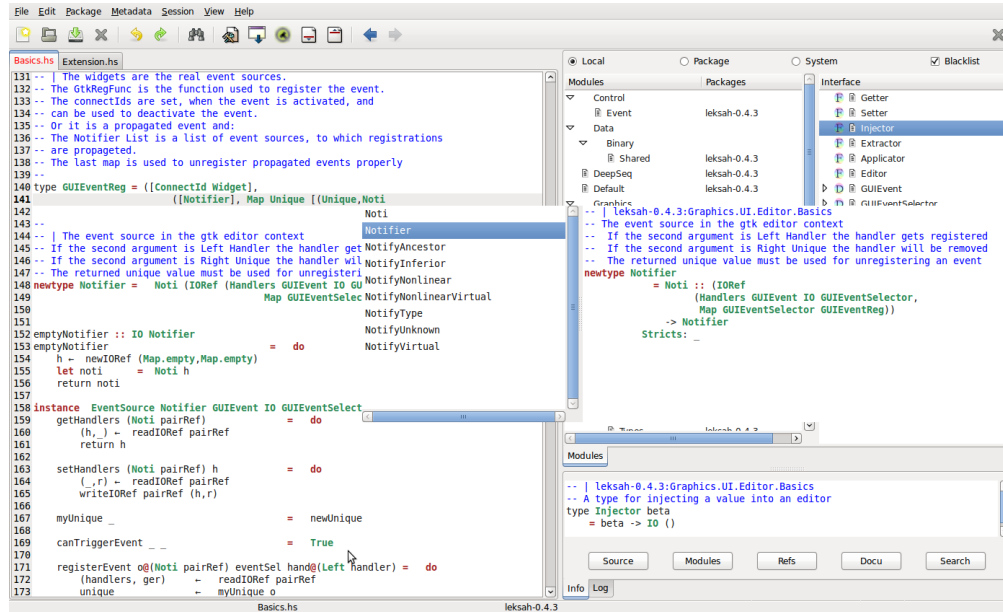 File Edit Package Metadata Session View Help
Basics.hs Extension.hs
131 -- | The widgets are the real event sources.
132 -- The GtkRegFunc is the function used to register the event.
133 -- The connectIds are set, when the event is activated, and
134 -- can be used to deactivate the event.
135 -- Or it is a propagated event and:
136 -- The Notifier List is a list of event sources, to which registrations
137 -- are propageted.
138 -- The last map is used to unregister propagated events properly
139 --
140 type GUIEventReg = ([ConnectId Widget],
141 ([Notifier], Map Unique [(Unique,Noti
142
143 --
144 -- | The event source in the gtk editor context
145 -- If the second argument is Left Handler the handler get
146 -- If the second argument is Right Unique the handler wil
147 -- The returned unique value must be used for unregisteri
148 newtype Notifier = Noti (IORef (Handlers GUIEvent IO GU
149 Map GUIEventSelec
150
151
152 emptyNotifier :: IO Notifier
153 emptyNotifier = do
154 h ← newIORef (Map.empty,Map.empty)
155 let noti = Noti h
156 return noti
157
158 instance EventSource Notifier GUIEvent IO GUIEventSelect
159 getHandlers (Noti pairRef) = do
160 (h,_) ← readIORef pairRef
161 return h
162
163 setHandlers (Noti pairRef) h = do
164 (_,r) ← readIORef pairRef
165 writeIORef pairRef (h,r)
166
167 myUnique _ = newUnique
168
169 canTriggerEvent _ _ = True
170
171 registerEvent o@(Noti pairRef) eventSel hand@(Left handler) = do
172 (handlers, ger) ← readIORef pairRef
173 unique ← myUnique o
Noti
Notifier
NotifyAncestor
NotifyInferior
NotifyNonlinear
NotifyNonlinearVirtual
NotifyType
NotifyUnknown
NotifyVirtual
Local Package System Blacklist
Modules Packages Interface
Control
Event leksah-0.4.3
Data
Binary
Shared leksah-0.4.3
DeepSeq leksah-0.4.3
Default leksah-0.4.3
Graphics
Getter
Setter
Injector
Extractor
Applicator
Editor
GUIEvent
GUIEventSelector
-- | leksah-0.4.3:Graphics.UI.Editor.Basics
-- The event source in the gtk editor context
-- If the second argument is Left Handler the handler gets registered
-- If the second argument is Right Unique the handler will be removed
-- The returned unique value must be used for unregistering an event
newtype Notifier
= Noti :: (IORef
(Handlers GUIEvent IO GUIEventSelector,
Map GUIEventSelector GUIEventReg))
-> Notifier
Stricts: _
Types leksah-0.4.3
Modules
-- | leksah-0.4.3:Graphics.UI.Editor.Basics
-- A type for injecting a value into an editor
type Injector beta
= beta -> IO ()
Source Modules Refs Docu Search
Info Log
Basics.hs leksah-0.4.3